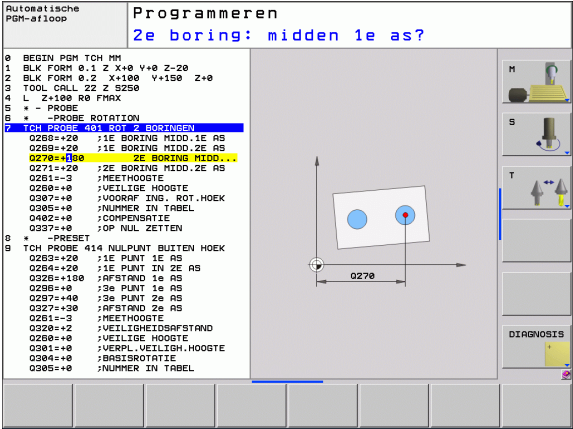 Automatische
PGM-afloop
Programmeren
2e boring: midden 1e as?
0 BEGIN PGM TCH MM
1 BLK FORM 0.1 Z X+0 Y+0 Z-20
2 BLK FORM 0.2 X+100 Y+150 Z+0
3 TOOL CALL 22 Z S250
4 L Z+100 R0 FMAX
5 * - PROBE
6 * -PROBE ROTATION
7 TCH PROBE 401 ROT 2 BORINGEN
Q268=+20 ;1E BORING MIDD.1E AS
Q269=+20 ;1E BORING MIDD.2E AS
Q270=+180 2E BORING MIDD...
Q271=+20 ;2E BORING MIDD.2E AS
Q261=-3 ;MEETHOOGTE
Q260=+0 ;VEILIGE HOOGTE
Q307=+0 ;VOORAF ING. ROT.HOEK
Q305=+0 ;NUMMER IN TABEL
Q402=+0 ;COMPENSATIE
Q337=+0 ;OP NUL ZETTEN
8 * -PRESET
9 TCH PROBE 414 NULPUNT BUITEN HOEK
Q263=+20 ;1E PUNT 1E AS
Q264=+20 ;1E PUNT IN 2E AS
Q326=+180 ;AFSTAND 1e AS
Q296=+0 ;3e PUNT 1e AS
Q297=+40 ;3e PUNT 2e AS
Q327=+30 ;AFSTAND 2e AS
Q261=-3 ;MEETHOOGTE
Q320=+2 ;VEILIGHEIDSAFSTAND
Q260=+0 ;VEILIGE HOOGTE
Q301=+0 ;VERPL.VEILIGH.HOOGTE
Q304=+0 ;BASISROTATIE
Q305=+0 ;NUMMER IN TABEL
Q270
M
S
T
DIAGNOSIS